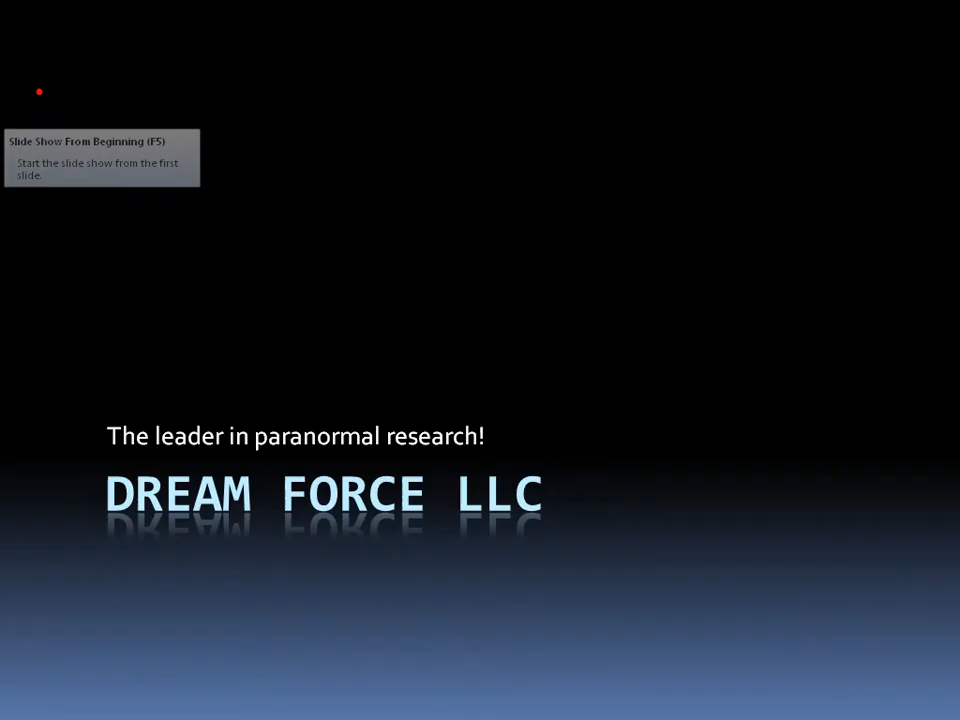 Slide Show From Beginning (F5)
Start the slide show from the first
slide.
The leader in paranormal research!
DREAM FORCE LLC